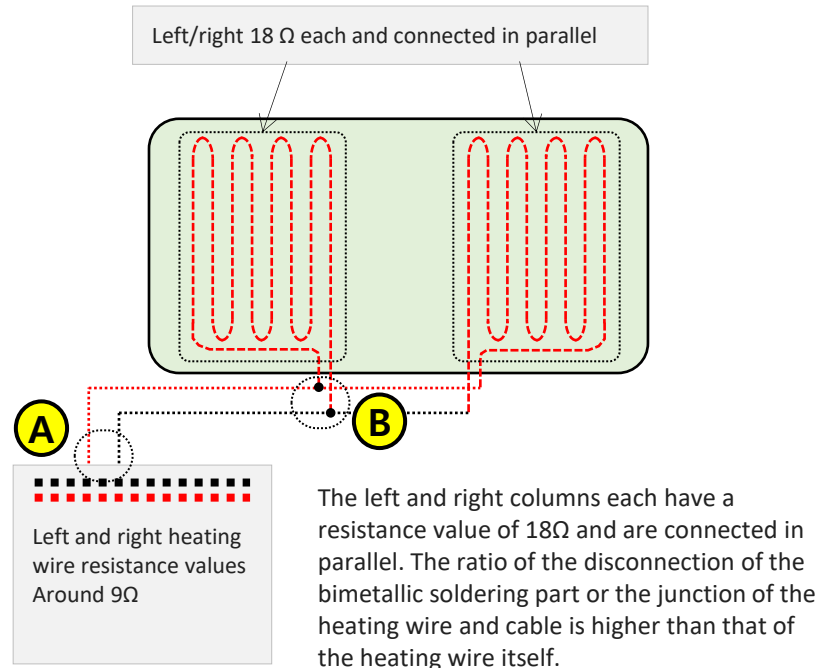 Left/right 18 Ω each and connected in parallel
A
B
Left and right heating
wire resistance values
Around 9Ω
The left and right columns each have a
resistance value of 18Ω and are connected in
parallel. The ratio of the disconnection of the
bimetallic soldering part or the junction of the
heating wire and cable is higher than that of
the heating wire itself.